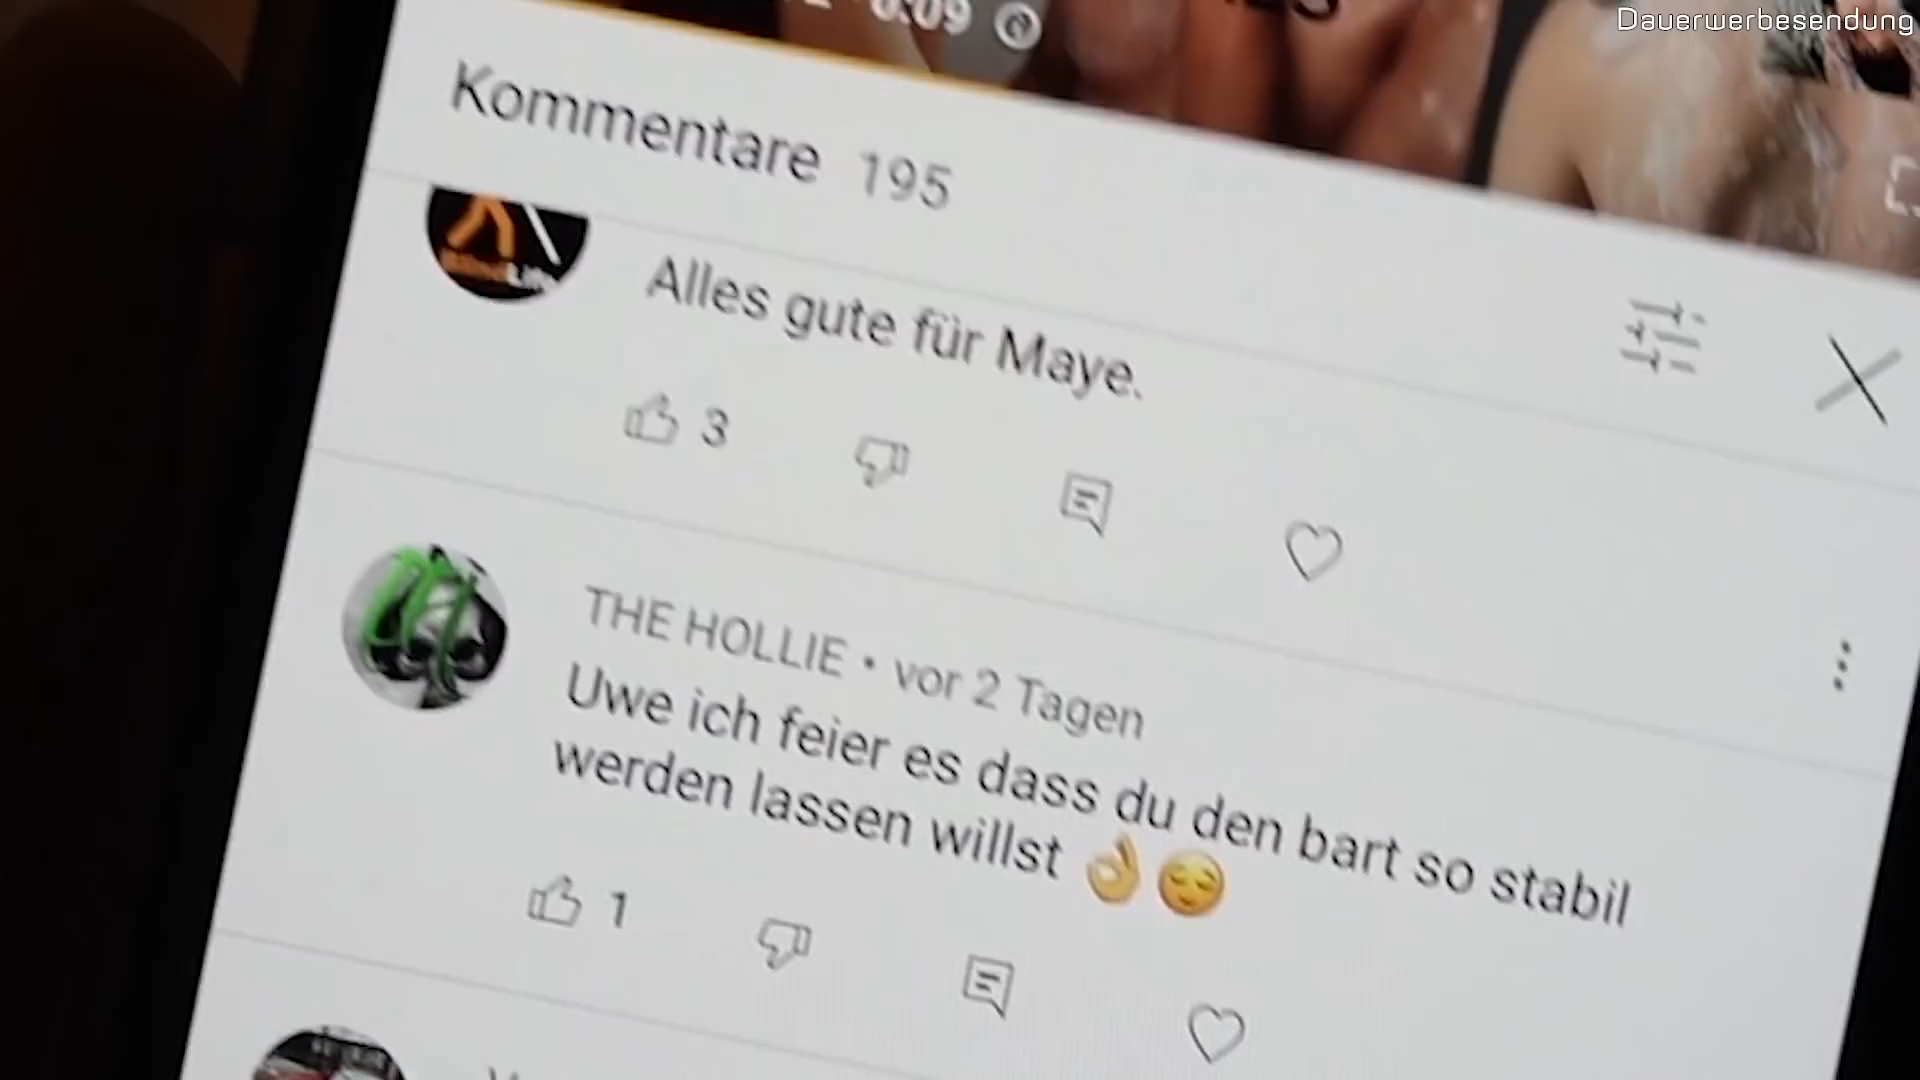 Dauerwerbesendung
Kommentare 195
Alles gute für Maye.
3
THE HOLLIE • vor 2 Tagen
Uwe ich feier es dass du den bart so stabil
werden lassen willst 👌😌
1